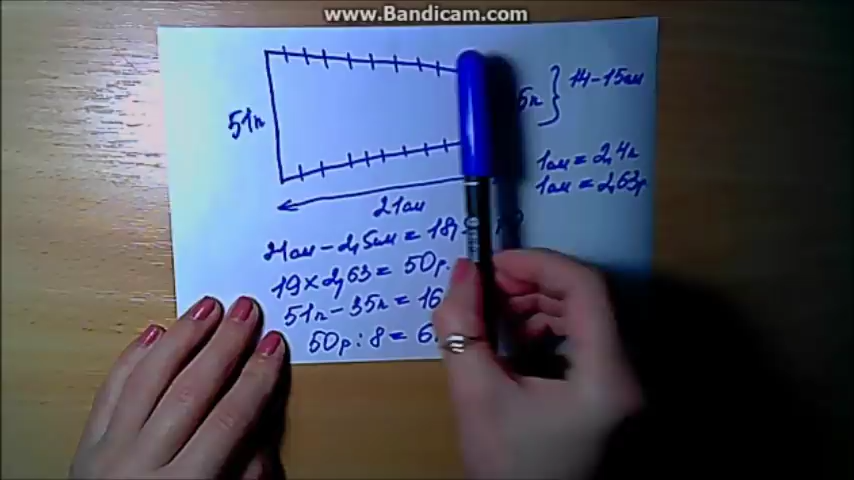 www.Bandicam.com
51п
5п } 14-15см
1см = 2,4п
1см = 2,63р
21см
21см - 2,5см = 18,
19 × 2,63 = 50р.
51п - 35п = 16
50р : 8 = 6